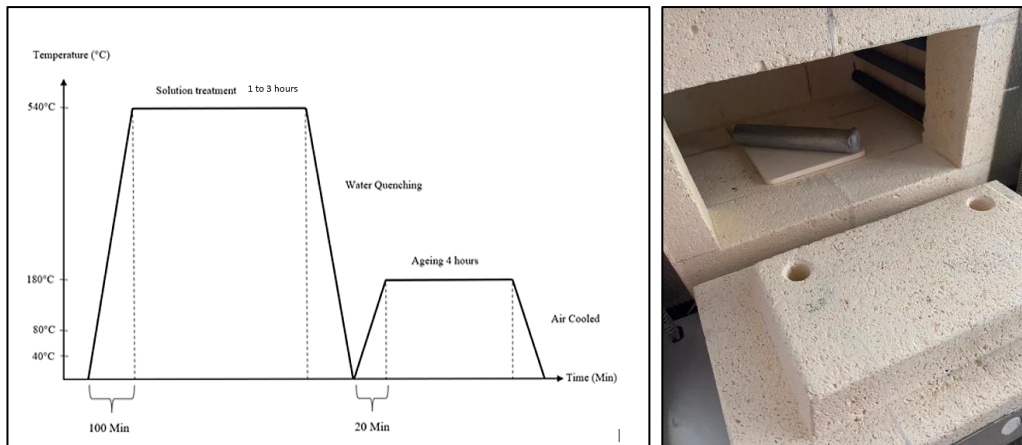 Temperature (°C)
Solution treatment 1 to 3 hours
540°C
Water Quenching
Ageing 4 hours
180°C
Air Cooled
80°C
40°C
Time (Min)
100 Min
20 Min